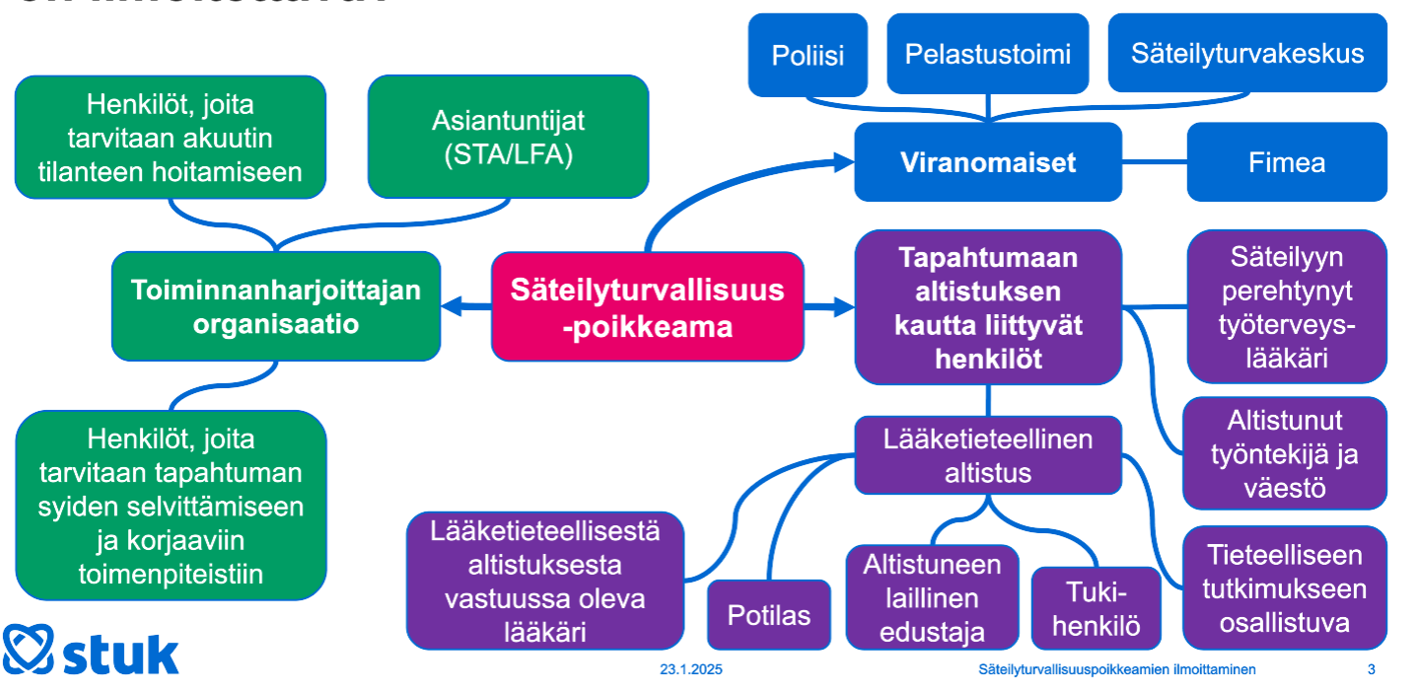 Poliisi
Pelastustoimi
Säteilyturvakeskus
Henkilöt, joita
tarvitaan akuutin
tilanteen hoitamiseen
Asiantuntijat
(STA/LFA)
Viranomaiset
Fimea
Toiminnanharjoittajan
organisaatio
Säteilyturvallisuus
-poikkeama
Tapahtumaan
altistuksen
kautta liittyvät
henkilöt
Säteilyyn
perehtynyt
työterveys-
lääkäri
Henkilöt, joita
tarvitaan tapahtuman
syiden selvittämiseen
ja korjaaviin
toimenpiteistiin
Lääketieteellinen
altistus
Altistunut
työntekijä ja
väestö
Lääketieteellisestä
altistuksesta
vastuussa oleva
lääkäri
Potilas
Altistuneen
laillinen
edustaja
Tuki-
henkilö
Tieteelliseen
tutkimukseen
osallistuva
stuk
23.1.2025
Säteilyturvallisuuspoikkeamien ilmoittaminen
3